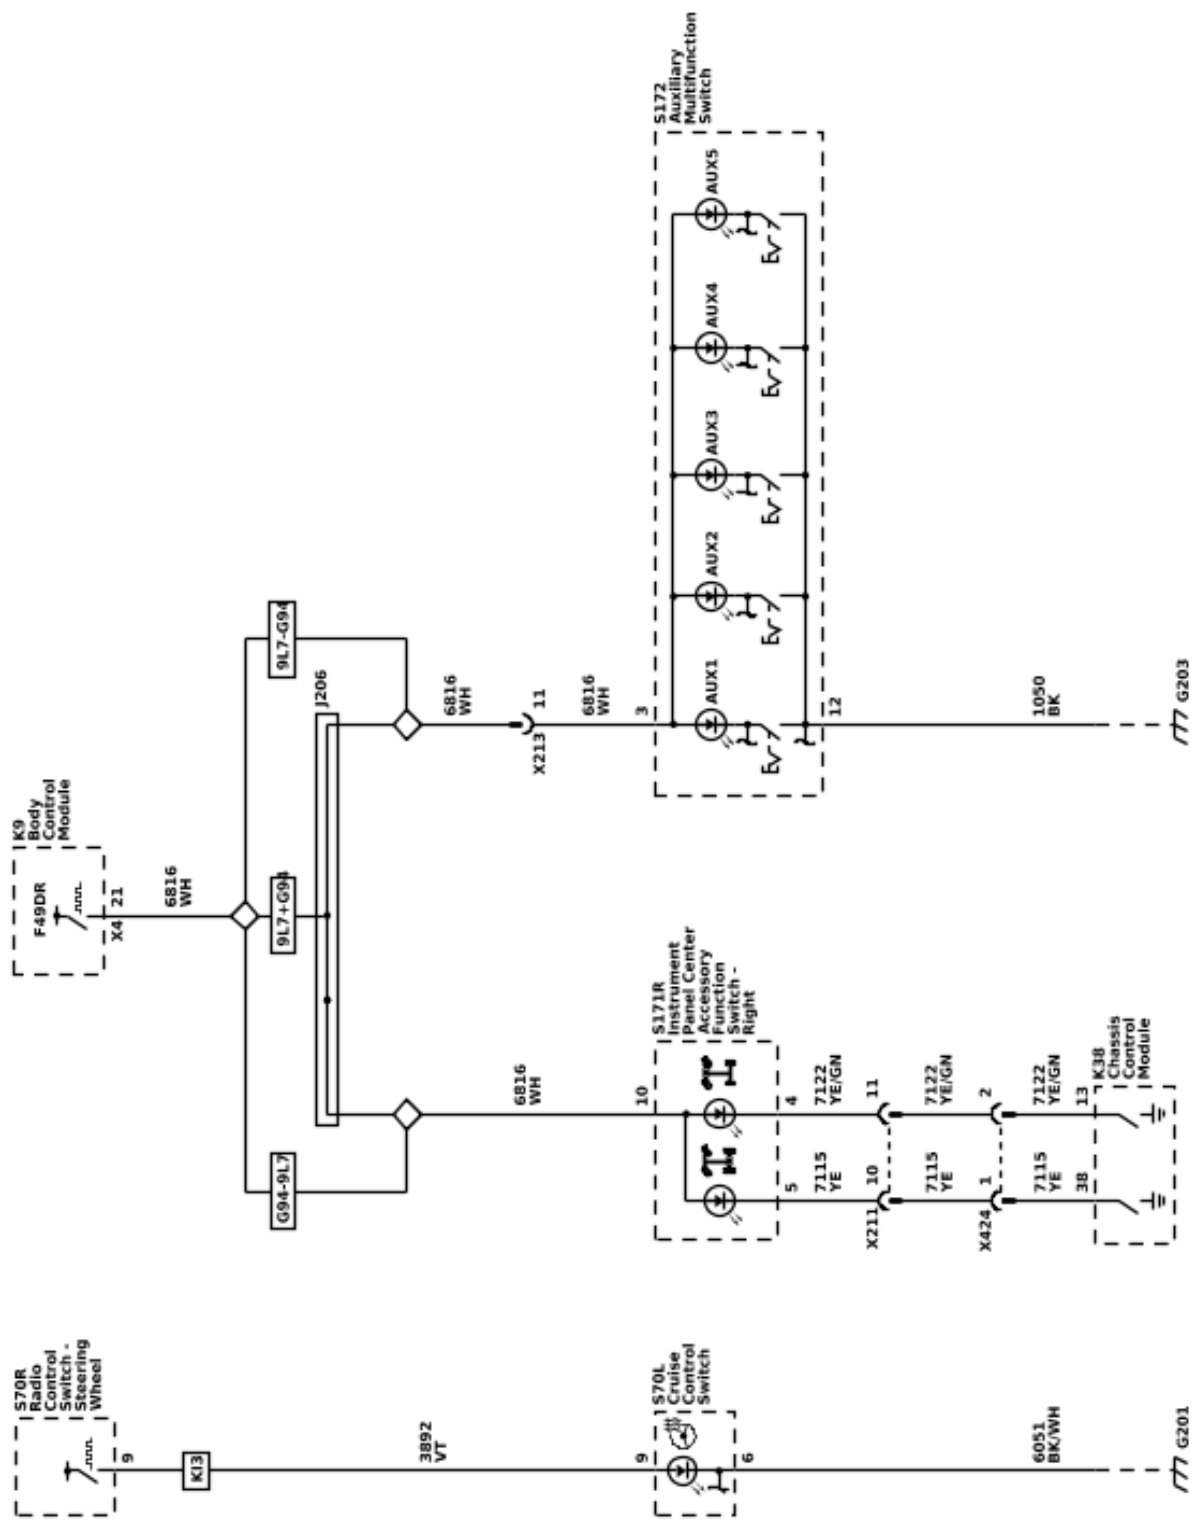 S70R
Radio
Control
Switch -
Steering
Wheel
9
KI3
3892
VT
9
S70L
Cruise
Control
Switch
6
6051
BK/WH
G201
K9
Body
Control
Module
F49DR
X4
21
6816
WH
G94-9L7
9L7+G94
9L7-G94
J206
6816
WH
10
S171R
Instrument
Panel Center
Accessory
Function
Switch -
Right
5
4
7115
YE
7122
YE/GN
X211
10
11
7115
YE
7122
YE/GN
X424
1
2
7115
YE
7122
YE/GN
38
13
K38
Chassis
Control
Module
6816
WH
X213
11
6816
WH
3
S172
Auxiliary
Multifunction
Switch
AUX1
AUX2
AUX3
AUX4
AUX5
12
1050
BK
G203